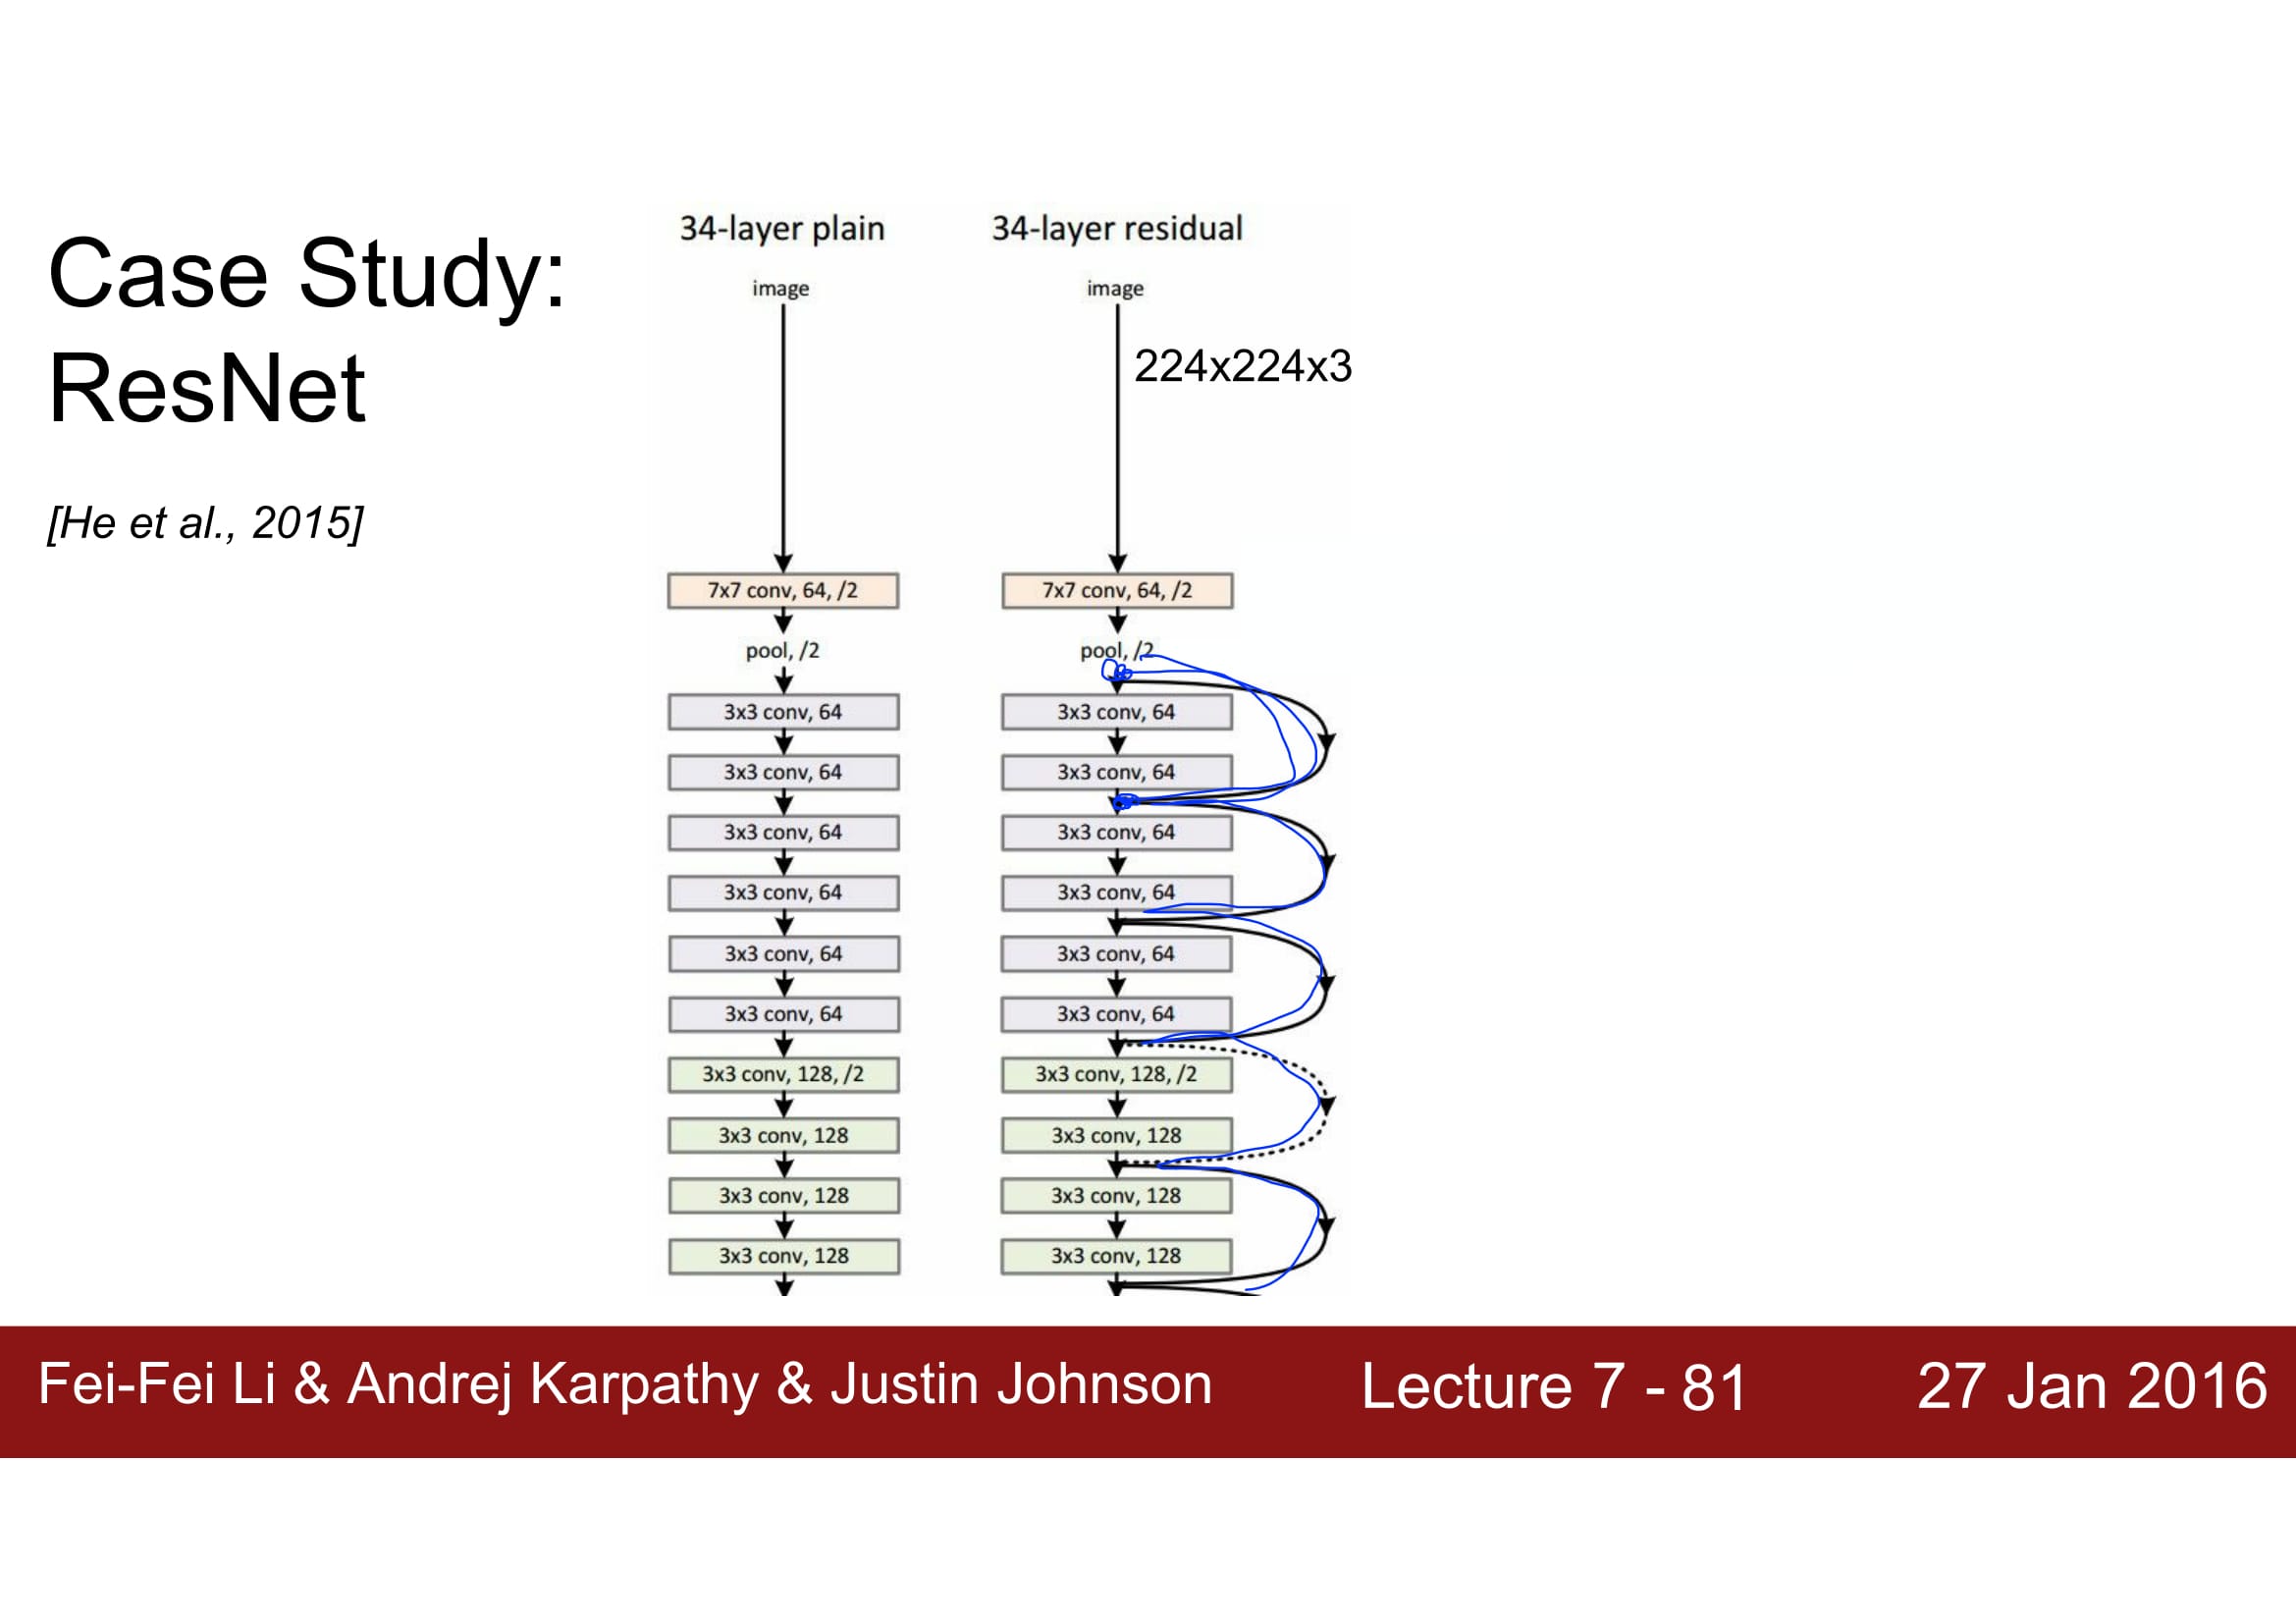 Case Study:
ResNet
[He et al., 2015]
34-layer plain
image
7x7 conv, 64, /2
pool, /2
3x3 conv, 64
3x3 conv, 64
3x3 conv, 64
3x3 conv, 64
3x3 conv, 64
3x3 conv, 64
3x3 conv, 128, /2
3x3 conv, 128
3x3 conv, 128
3x3 conv, 128
34-layer residual
image
224x224x3
7x7 conv, 64, /2
pool, /2
3x3 conv, 64
3x3 conv, 64
3x3 conv, 64
3x3 conv, 64
3x3 conv, 64
3x3 conv, 64
3x3 conv, 128, /2
3x3 conv, 128
3x3 conv, 128
3x3 conv, 128
Fei-Fei Li & Andrej Karpathy & Justin Johnson
Lecture 7 - 81
27 Jan 2016